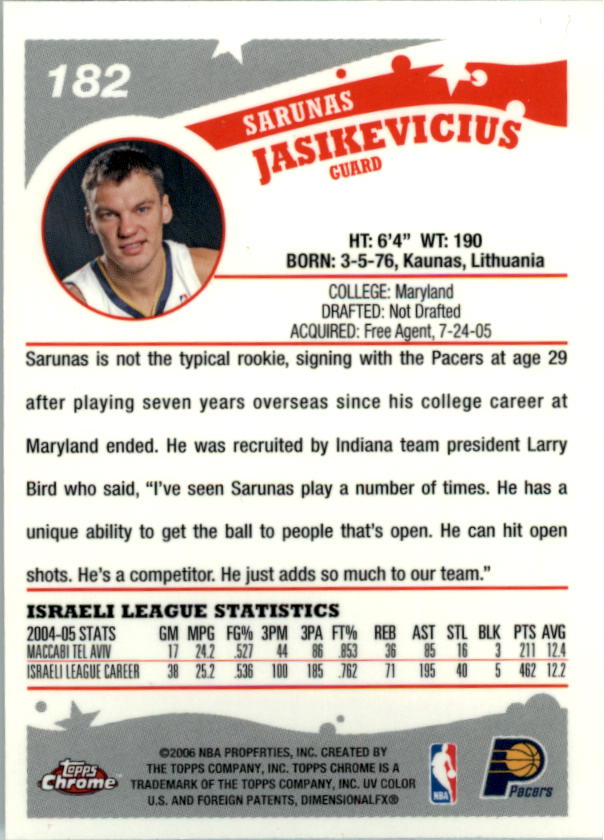 182
SARUNAS
JASIKEVICIUS
GUARD
HT: 6'4" WT: 190
BORN: 3-5-76, Kaunas, Lithuania
COLLEGE: Maryland
DRAFTED: Not Drafted
ACQUIRED: Free Agent, 7-24-05
Sarunas is not the typical rookie, signing with the Pacers at age 29
after playing seven years overseas since his college career at
Maryland ended. He was recruited by Indiana team president Larry
Bird who said, “I've seen Sarunas play a number of times. He has a
unique ability to get the ball to people that's open. He can hit open
shots. He's a competitor. He just adds so much to our team.”
ISRAELI LEAGUE STATISTICS
2004-05 STATS GM MPG FG% 3PM 3PA FT% REB AST STL BLK PTS AVG
MACCABI TEL AVIV 17 24.2 .527 44 86 .853 36 85 16 3 211 12.4
ISRAELI LEAGUE CAREER 38 25.2 .536 100 185 .762 71 195 40 5 462 12.2
©2006 NBA PROPERTIES, INC. CREATED BY
THE TOPPS COMPANY, INC. TOPPS CHROME IS A
TRADEMARK OF THE TOPPS COMPANY, INC. UV COLOR
U.S. AND FOREIGN PATENTS, DIMENSIONALFX®
Topps
Chrome™
NBA
Pacers